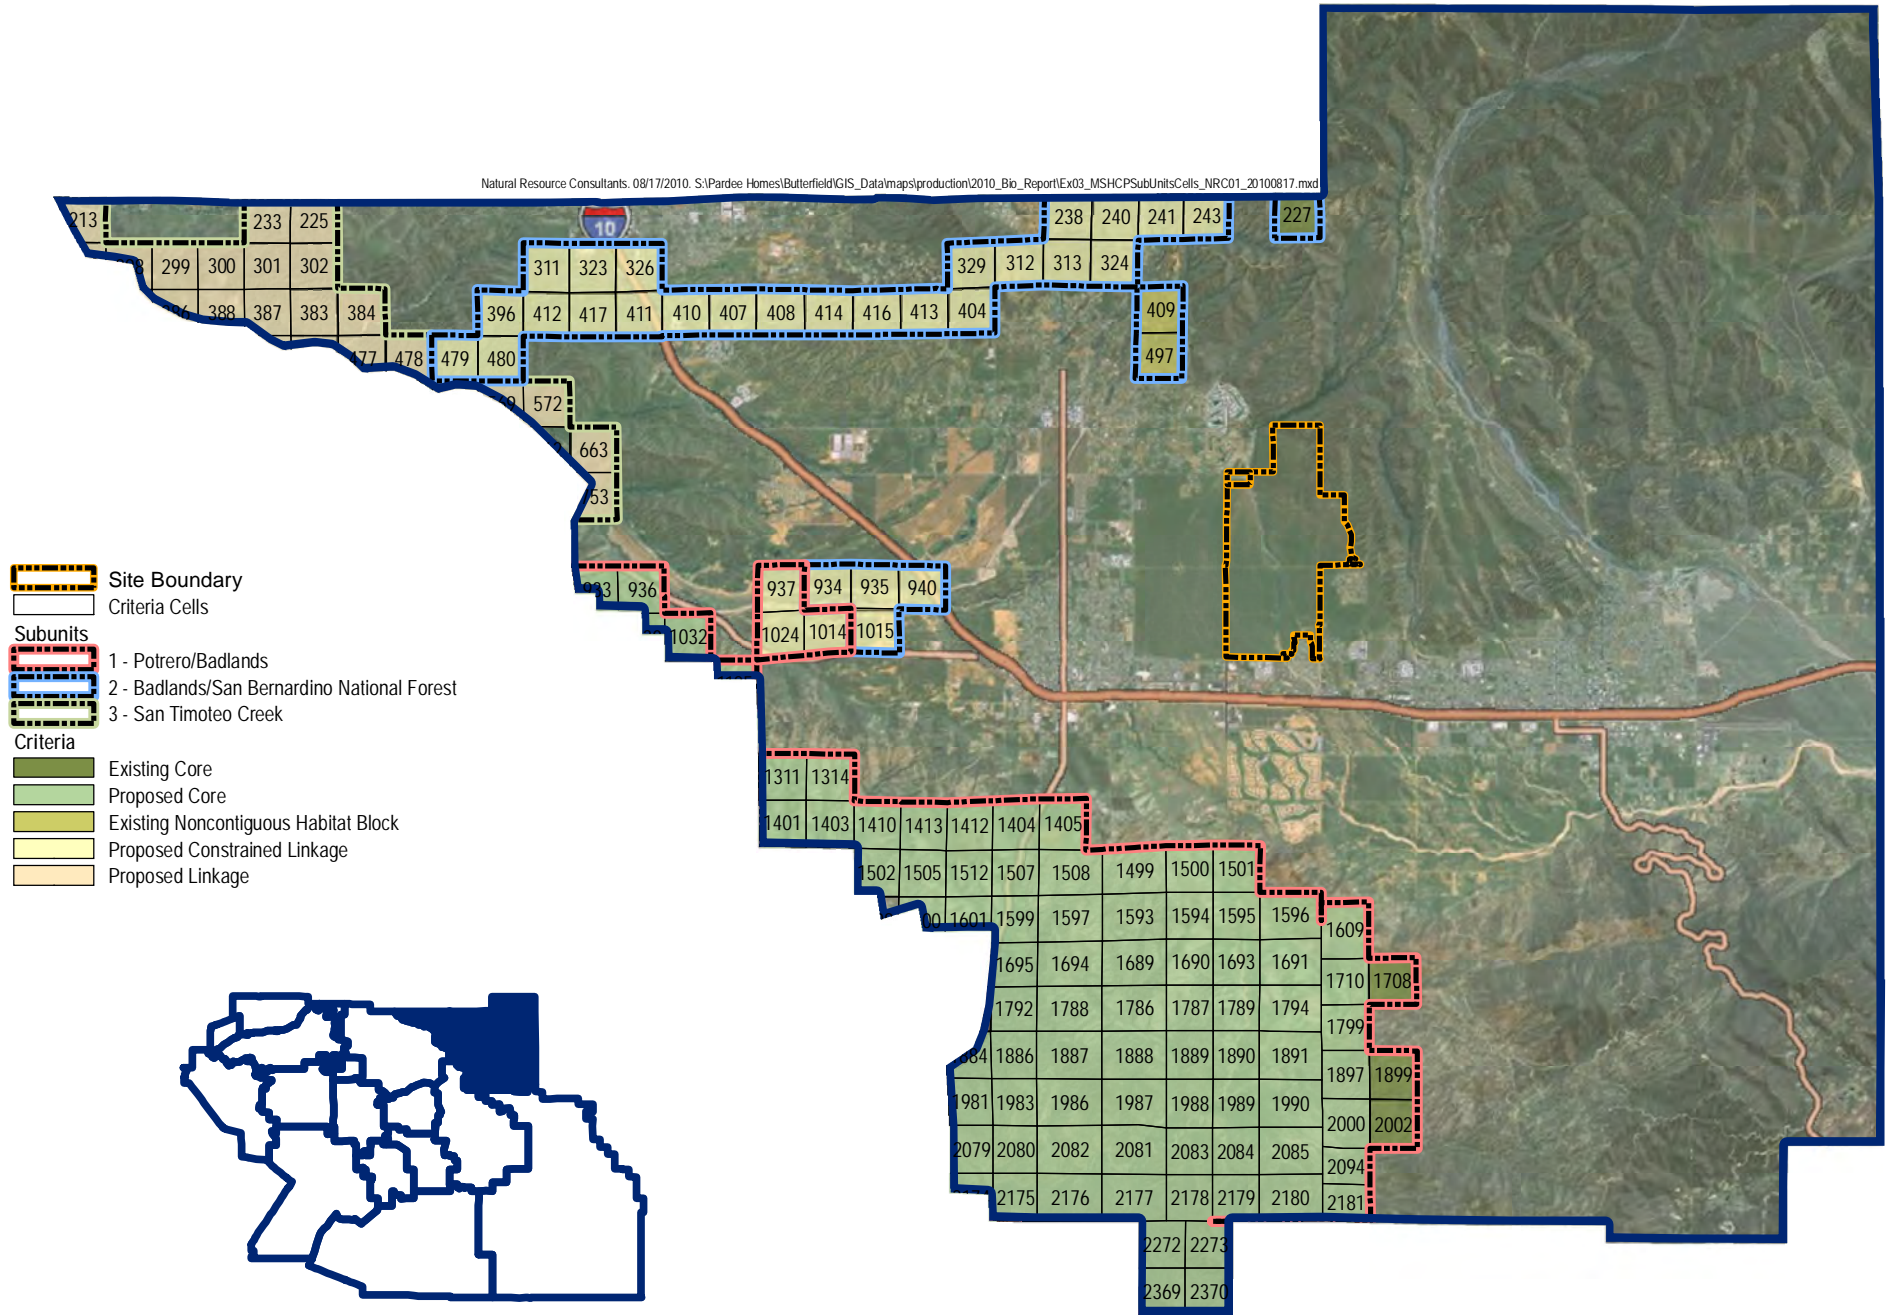 Natural Resource Consultants. 08/17/2010. S:\Pardee Homes\Butterfield\GIS_Data\maps\production\2010_Bio_Report\Ex03_MSHCPSubUnitsCells_NRC01_20100817.mxd
213 233 225 238 240 241 243 227
10
299 300 301 302 311 323 326 329 312 313 324
388 387 383 384 396 412 417 411 410 407 408 414 416 413 404 409
477 478 479 480 497
572
663
53
933 936 937 934 935 940
1032 1024 1014 1015
Site Boundary
Criteria Cells
Subunits
1 - Potrero/Badlands
2 - Badlands/San Bernardino National Forest
3 - San Timoteo Creek
Criteria
Existing Core
Proposed Core
Existing Noncontiguous Habitat Block
Proposed Constrained Linkage
Proposed Linkage
1311 1314
1401 1403 1410 1413 1412 1404 1405
1502 1505 1512 1507 1508 1499 1500 1501
00 1601 1599 1597 1593 1594 1595 1596 1609
1695 1694 1689 1690 1693 1691 1710 1708
1792 1788 1786 1787 1789 1794 1799
884 1886 1887 1888 1889 1890 1891 1897 1899
1981 1983 1986 1987 1988 1989 1990 2000 2002
2079 2080 2082 2081 2083 2084 2085 2094
2175 2176 2177 2178 2179 2180 2181
2272 2273
2369 2370